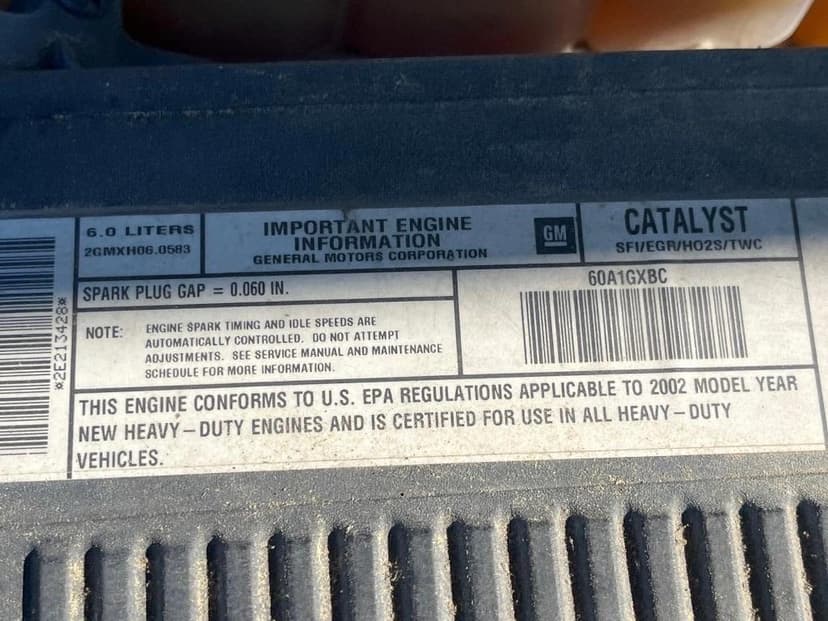 *2E213428*
6.0 LITERS
2GMXH06.0583
IMPORTANT ENGINE
INFORMATION
GENERAL MOTORS CORPORATION
GM
CATALYST
SFI/EGR/HO2S/TWC
SPARK PLUG GAP = 0.060 IN.
60A1GXBC
NOTE: ENGINE SPARK TIMING AND IDLE SPEEDS ARE
AUTOMATICALLY CONTROLLED. DO NOT ATTEMPT
ADJUSTMENTS. SEE SERVICE MANUAL AND MAINTENANCE
SCHEDULE FOR MORE INFORMATION.
THIS ENGINE CONFORMS TO U.S. EPA REGULATIONS APPLICABLE TO 2002 MODEL YEAR
NEW HEAVY-DUTY ENGINES AND IS CERTIFIED FOR USE IN ALL HEAVY-DUTY
VEHICLES.